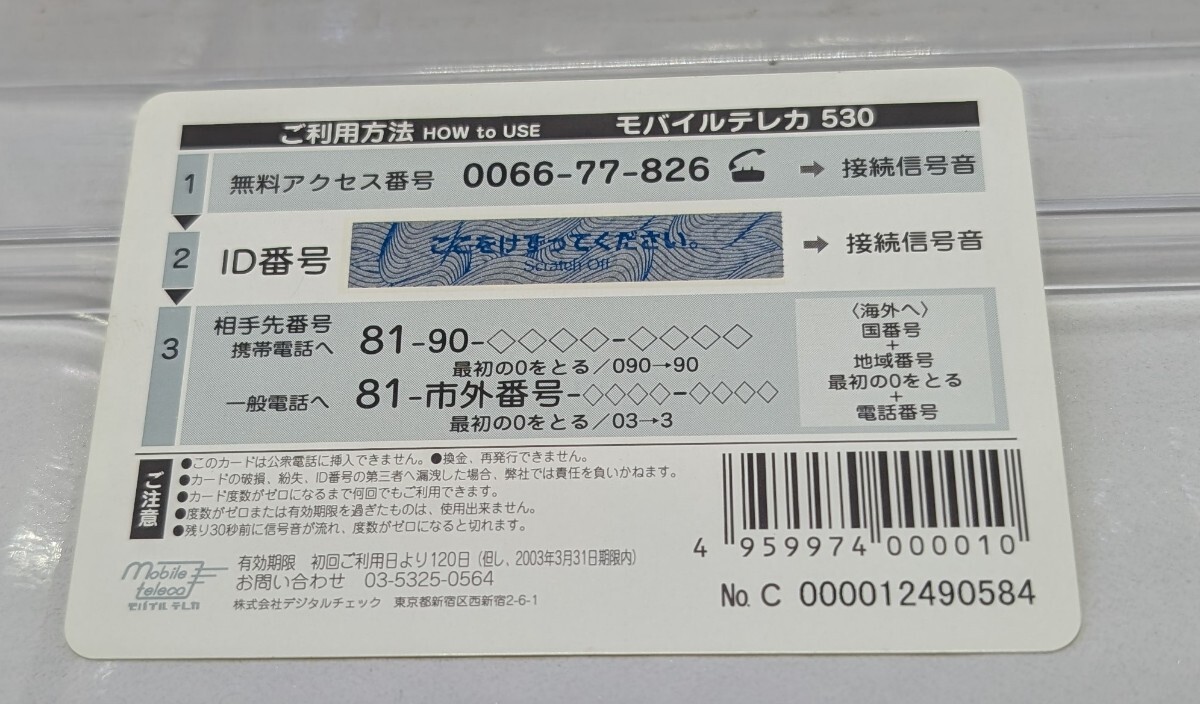 ご利用方法 HOW to USE モバイルテレカ 530
1 無料アクセス番号 0066-77-826 ➡ 接続信号音
2 ID番号 ここをけずってください。 ➡ 接続信号音
Scratch Off
3 相手先番号
携帯電話へ 81-90-◇◇◇◇-◇◇◇◇
最初の0をとる/090→90
一般電話へ 81-市外番号-◇◇◇◇-◇◇◇◇
最初の0をとる/03→3
〈海外へ〉
国番号
+
地域番号
最初の0をとる
+
電話番号
ご注意
●このカードは公衆電話に挿入できません。●換金、再発行できません。
●カードの破損、紛失、ID番号の第三者へ漏洩した場合、弊社では責任を負いかねます。
●カード度数がゼロになるまで何回でもご利用できます。
●度数がゼロまたは有効期限を過ぎたものは、使用出来ません。
●残り30秒前に信号音が流れ、度数がゼロになると切れます。
Mobile
teleca
モバイルテレカ
有効期限 初回ご利用日より120日(但し、2003年3月31日期限内)
お問い合わせ 03-5325-0564
株式会社デジタルチェック 東京都新宿区西新宿2-6-1
4 959974 000010
No. C 000012490584